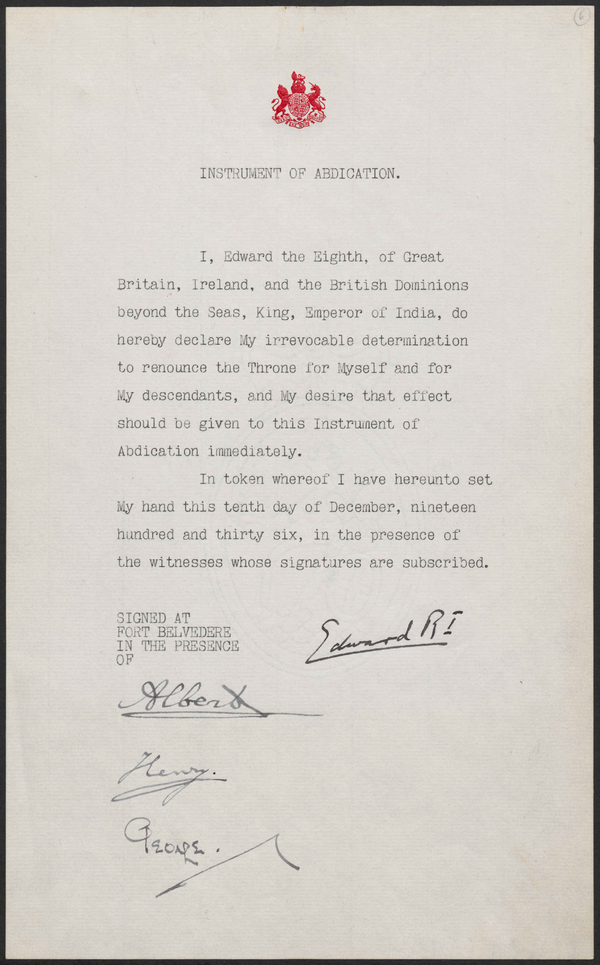 6
INSTRUMENT OF ABDICATION.
I, Edward the Eighth, of Great
Britain, Ireland, and the British Dominions
beyond the Seas, King, Emperor of India, do
hereby declare My irrevocable determination
to renounce the Throne for Myself and for
My descendants, and My desire that effect
should be given to this Instrument of
Abdication immediately.
In token whereof I have hereunto set
My hand this tenth day of December, nineteen
hundred and thirty six, in the presence of
the witnesses whose signatures are subscribed.
SIGNED AT
FORT BELVEDERE
IN THE PRESENCE
OF
Edward RI
Albert
Henry.
George.